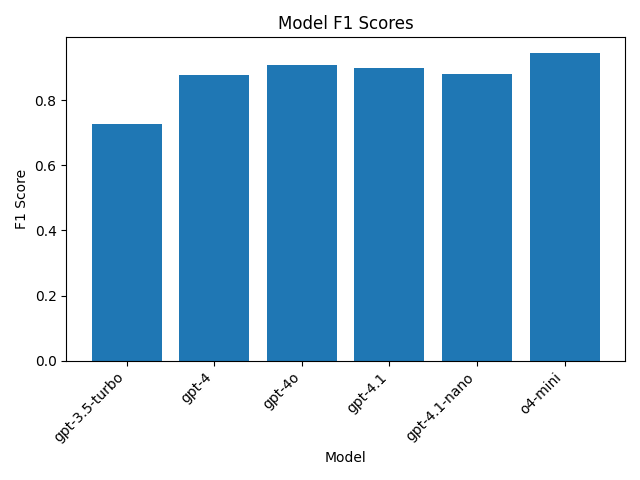 Model F1 Scores
F1 Score
0.8
0.6
0.4
0.2
0.0
gpt-3.5-turbo
gpt-4
gpt-4o
gpt-4.1
gpt-4.1-nano
o4-mini
Model